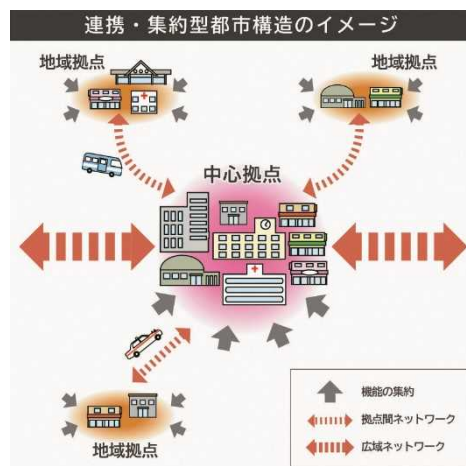 連携・集約型都市構造のイメージ
地域拠点
地域拠点
中心拠点
地域拠点
機能の集約
拠点間ネットワーク
広域ネットワーク